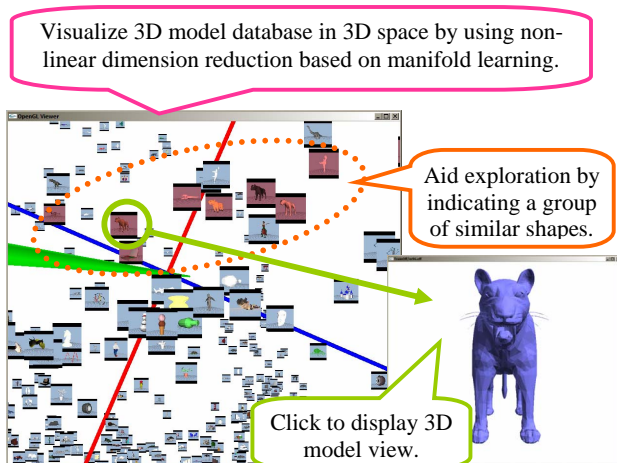 Visualize 3D model database in 3D space by using non-
linear dimension reduction based on manifold learning.
OpenGL Viewer
Aid exploration by
indicating a group
of similar shapes.
Click to display 3D
model view.